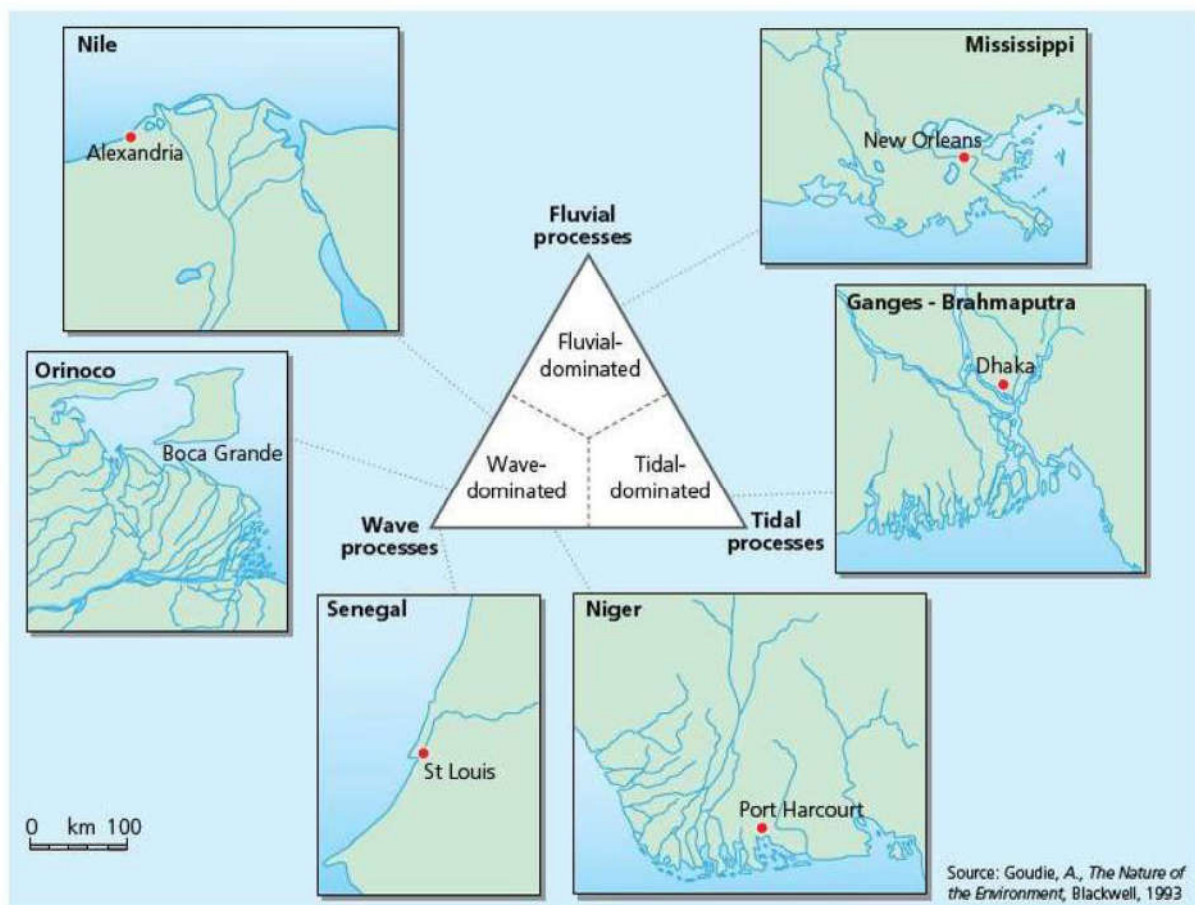 Nile
Alexandria
Mississippi
New Orleans
Fluvial
processes
Ganges - Brahmaputra
Dhaka
Orinoco
Boca Grande
Fluvial-
dominated
Wave-
dominated
Tidal-
dominated
Wave
processes
Tidal
processes
Senegal
St Louis
Niger
Port Harcourt
0 km 100
Source: Goudie, A., The Nature of
the Environment, Blackwell, 1993